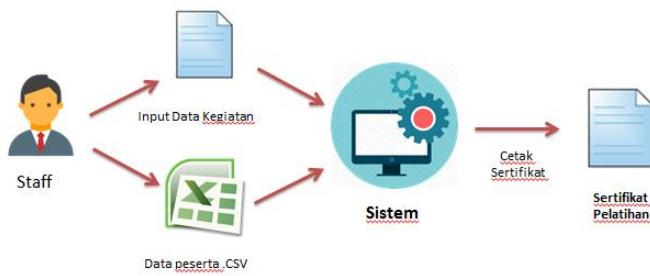 Input Data Kegiatan
Staff
Data peserta .CSV
Sistem
Cetak
Sertifikat
Sertifikat
Pelatihan